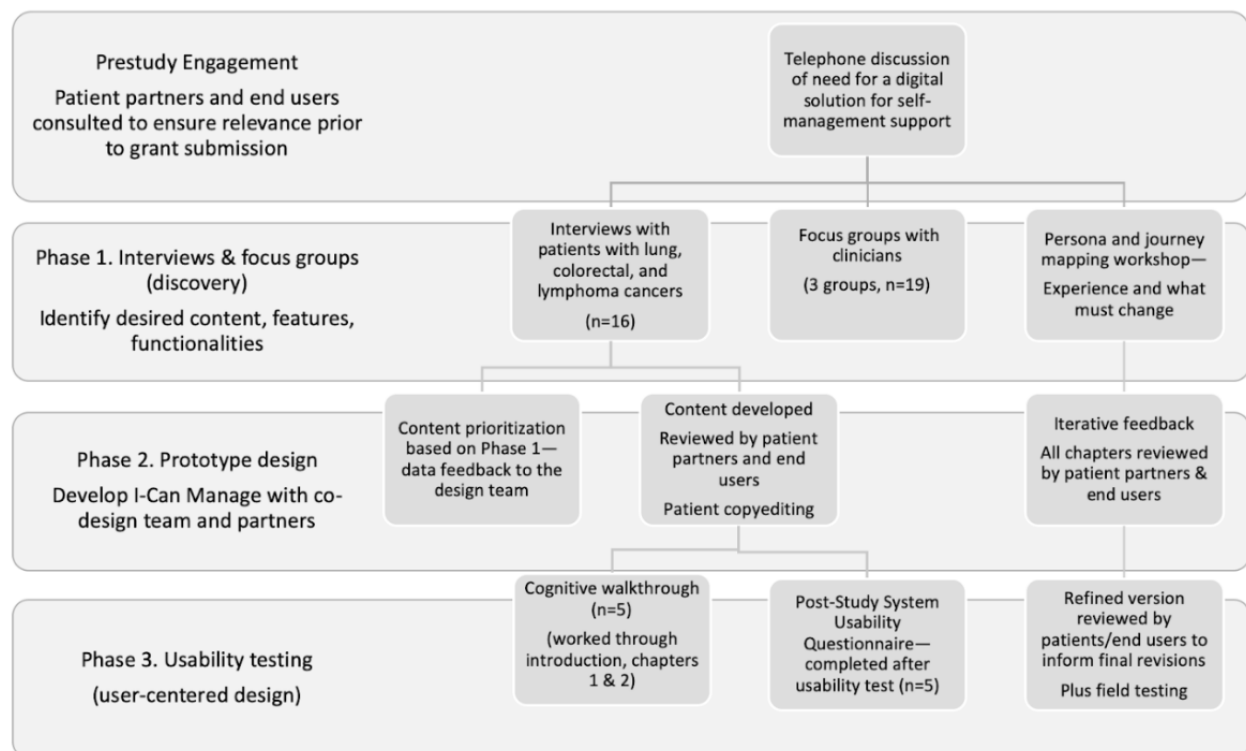 Prestudy Engagement
Patient partners and end users
consulted to ensure relevance prior
to grant submission
Telephone discussion
of need for a digital
solution for self-
management support
Phase 1. Interviews & focus groups
(discovery)
Identify desired content, features,
functionalities
Interviews with
patients with lung,
colorectal, and
lymphoma cancers
(n=16)
Focus groups with
clinicians
(3 groups, n=19)
Persona and journey
mapping workshop—
Experience and what
must change
Phase 2. Prototype design
Develop I-Can Manage with co-
design team and partners
Content prioritization
based on Phase 1—
data feedback to the
design team
Content developed
Reviewed by patient
partners and end
users
Patient copyediting
Iterative feedback
All chapters reviewed
by patient partners &
end users
Phase 3. Usability testing
(user-centered design)
Cognitive walkthrough
(n=5)
(worked through
introduction, chapters
1 & 2)
Post-Study System
Usability
Questionnaire—
completed after
usability test (n=5)
Refined version
reviewed by
patients/end users to
inform final revisions
Plus field testing